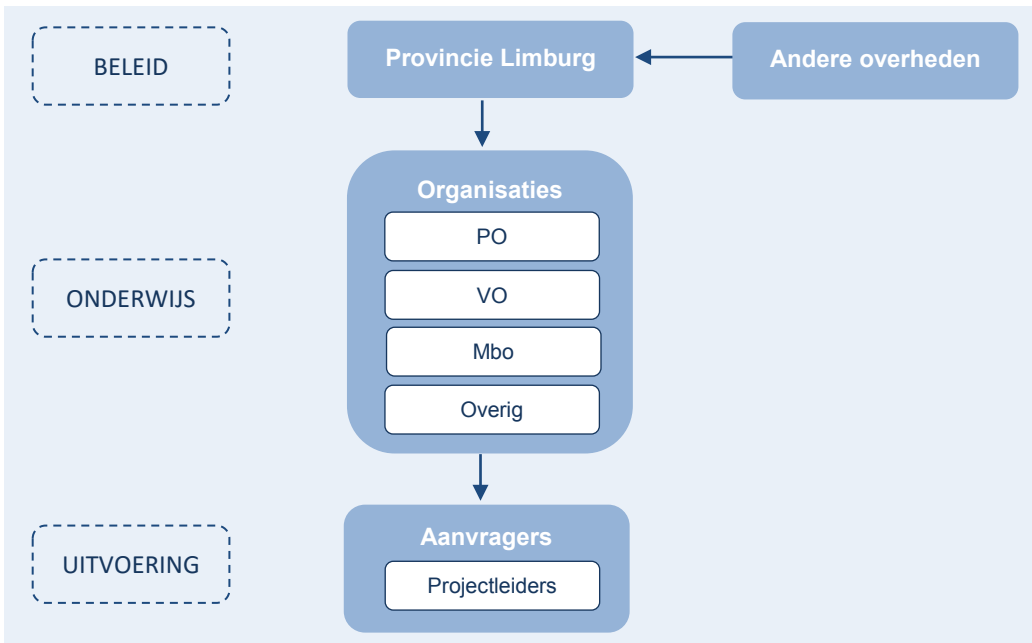 BELEID
Provincie Limburg
Andere overheden
ONDERWIJS
Organisaties
PO
VO
Mbo
Overig
UITVOERING
Aanvragers
Projectleiders